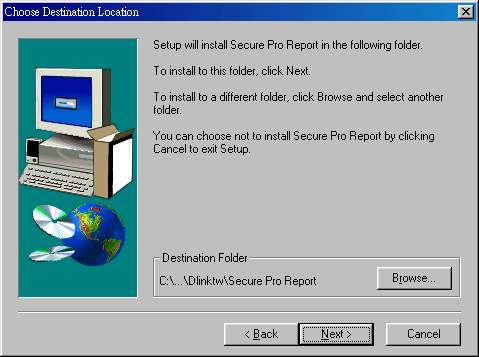 Choose Destination Location
Setup will install Secure Pro Report in the following folder.
To install to this folder, click Next.
To install to a different folder, click Browse and select another
folder.
You can choose not to install Secure Pro Report by clicking
Cancel to exit Setup.
Destination Folder
C:\...\Dlinktw\Secure Pro Report
Browse...
< Back
Next >
Cancel